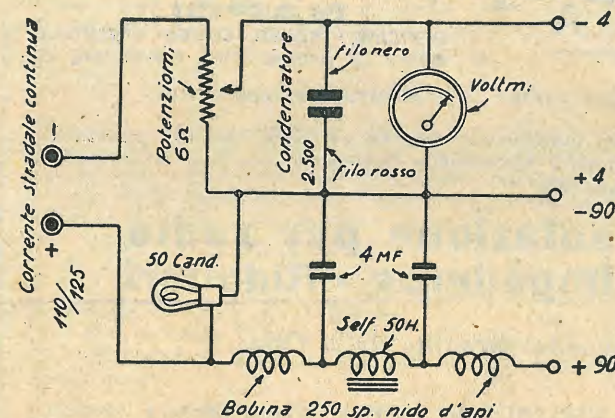 Corrente stradale continua
-
+
110/125
Potenziom:
6 Ω
Condensatore
2.500
filo nero
filo rosso
Voltm:
- 4
+ 4
- 90
+ 90
50 Cand.
4 MF
Self 50H.
Bobina 250 sp. nido d'api